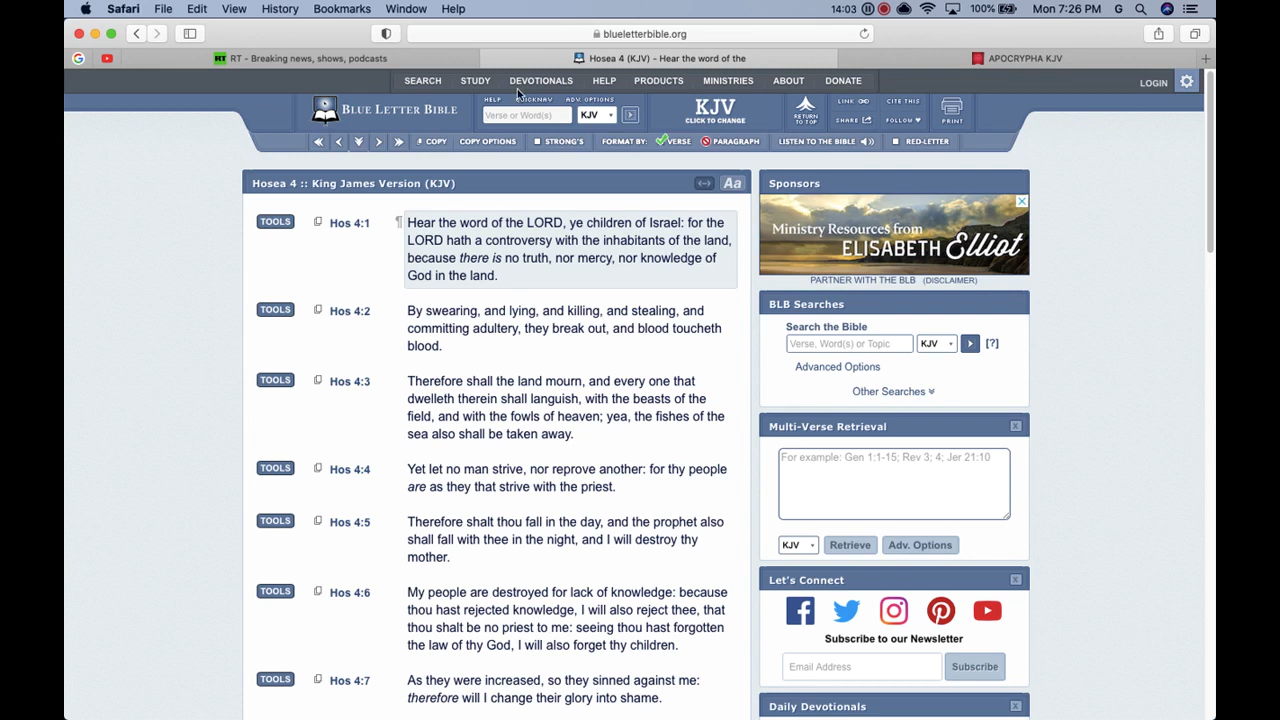 Safari File Edit View History Bookmarks Window Help 14:03 100% Mon 7:26 PM G
blueletterbible.org
RT - Breaking news, shows, podcasts
Hosea 4 (KJV) - Hear the word of the
APOCRYPHA KJV
SEARCH STUDY DEVOTIONALS HELP PRODUCTS MINISTRIES ABOUT DONATE
LOGIN
BLUE LETTER BIBLE
HELP QUICKNAV ADV. OPTIONS
Verse or Word(s) KJV
KJV
CLICK TO CHANGE
RETURN
TO TOP
LINK CITE THIS
SHARE FOLLOW
PRINT
COPY COPY OPTIONS STRONG'S FORMAT BY: VERSE PARAGRAPH LISTEN TO THE BIBLE RED-LETTER
Hosea 4 :: King James Version (KJV) Aa
TOOLS Hos 4:1 ¶ Hear the word of the LORD, ye children of Israel: for the
LORD hath a controversy with the inhabitants of the land,
because there is no truth, nor mercy, nor knowledge of
God in the land.
TOOLS Hos 4:2 By swearing, and lying, and killing, and stealing, and
committing adultery, they break out, and blood toucheth
blood.
TOOLS Hos 4:3 Therefore shall the land mourn, and every one that
dwelleth therein shall languish, with the beasts of the
field, and with the fowls of heaven; yea, the fishes of the
sea also shall be taken away.
TOOLS Hos 4:4 Yet let no man strive, nor reprove another: for thy people
are as they that strive with the priest.
TOOLS Hos 4:5 Therefore shalt thou fall in the day, and the prophet also
shall fall with thee in the night, and I will destroy thy
mother.
TOOLS Hos 4:6 My people are destroyed for lack of knowledge: because
thou hast rejected knowledge, I will also reject thee, that
thou shalt be no priest to me: seeing thou hast forgotten
the law of thy God, I will also forget thy children.
TOOLS Hos 4:7 As they were increased, so they sinned against me:
therefore will I change their glory into shame.
Sponsors
MINISTRY RESOURCES from
ELISABETH Elliot
PARTNER WITH THE BLB (DISCLAIMER)
BLB Searches
Search the Bible
Verse, Word(s) or Topic KJV [?]
Advanced Options
Other Searches
Multi-Verse Retrieval X
For example: Gen 1:1-15; Rev 3; 4; Jer 21:10
KJV Retrieve Adv. Options
Let's Connect X
Subscribe to our Newsletter
Email Address Subscribe
Daily Devotionals X